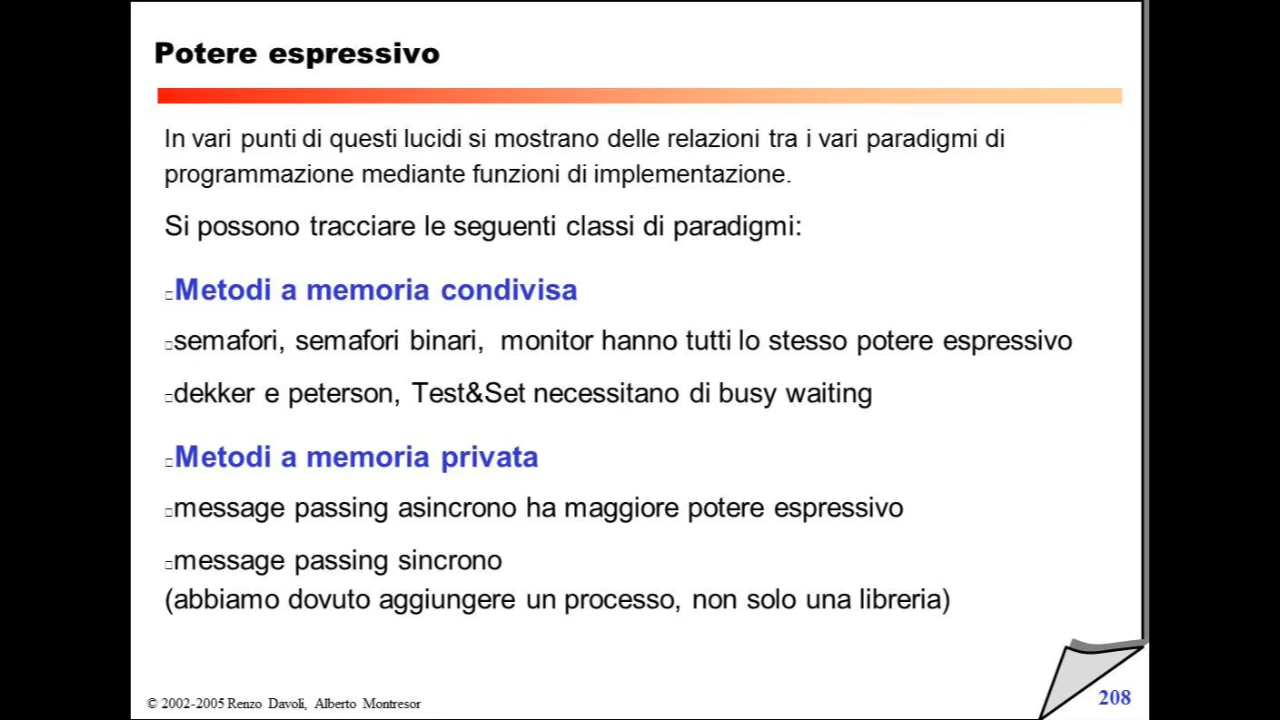 Potere espressivo
In vari punti di questi lucidi si mostrano delle relazioni tra i vari paradigmi di
programmazione mediante funzioni di implementazione.
Si possono tracciare le seguenti classi di paradigmi:
Metodi a memoria condivisa
semafori, semafori binari, monitor hanno tutti lo stesso potere espressivo
dekker e peterson, Test&Set necessitano di busy waiting
Metodi a memoria privata
message passing asincrono ha maggiore potere espressivo
message passing sincrono
(abbiamo dovuto aggiungere un processo, non solo una libreria)
© 2002-2005 Renzo Davoli, Alberto Montresor
208